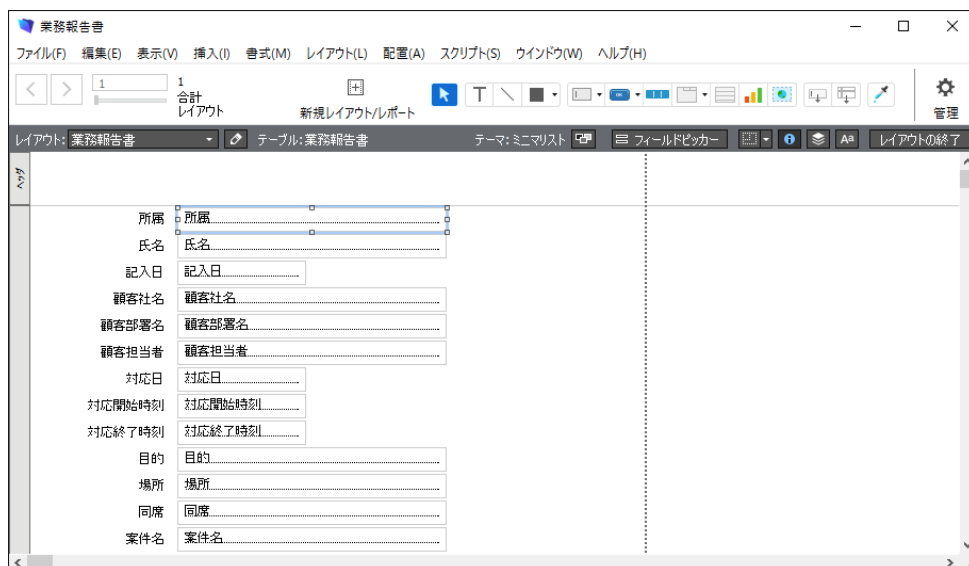 業務報告書
ファイル(F) 編集(E) 表示(V) 挿入(I) 書式(M) レイアウト(L) 配置(A) スクリプト(S) ウインドウ(W) ヘルプ(H)
1 1
合計
レイアウト 新規レイアウト/レポート T 管理
レイアウト: 業務報告書 テーブル:業務報告書 テーマ: ミニマリスト フィールドピッカー Aa レイアウトの終了
ヘッダ
所属 所属
氏名 氏名
記入日 記入日
顧客社名 顧客社名
顧客部署名 顧客部署名
顧客担当者 顧客担当者
対応日 対応日
対応開始時刻 対応開始時刻
対応終了時刻 対応終了時刻
目的 目的
場所 場所
同席 同席
案件名 案件名